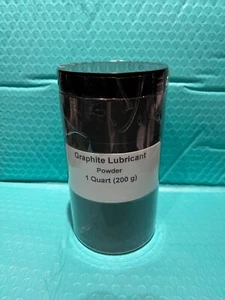 Graphite Lubricant
Powder
1 Quart (200 g)